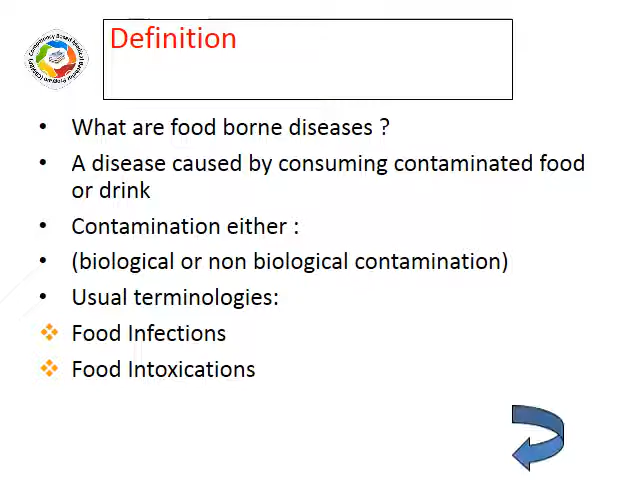 Definition
• What are food borne diseases ?
• A disease caused by consuming contaminated food
or drink
• Contamination either :
• (biological or non biological contamination)
• Usual terminologies:
❖ Food Infections
❖ Food Intoxications